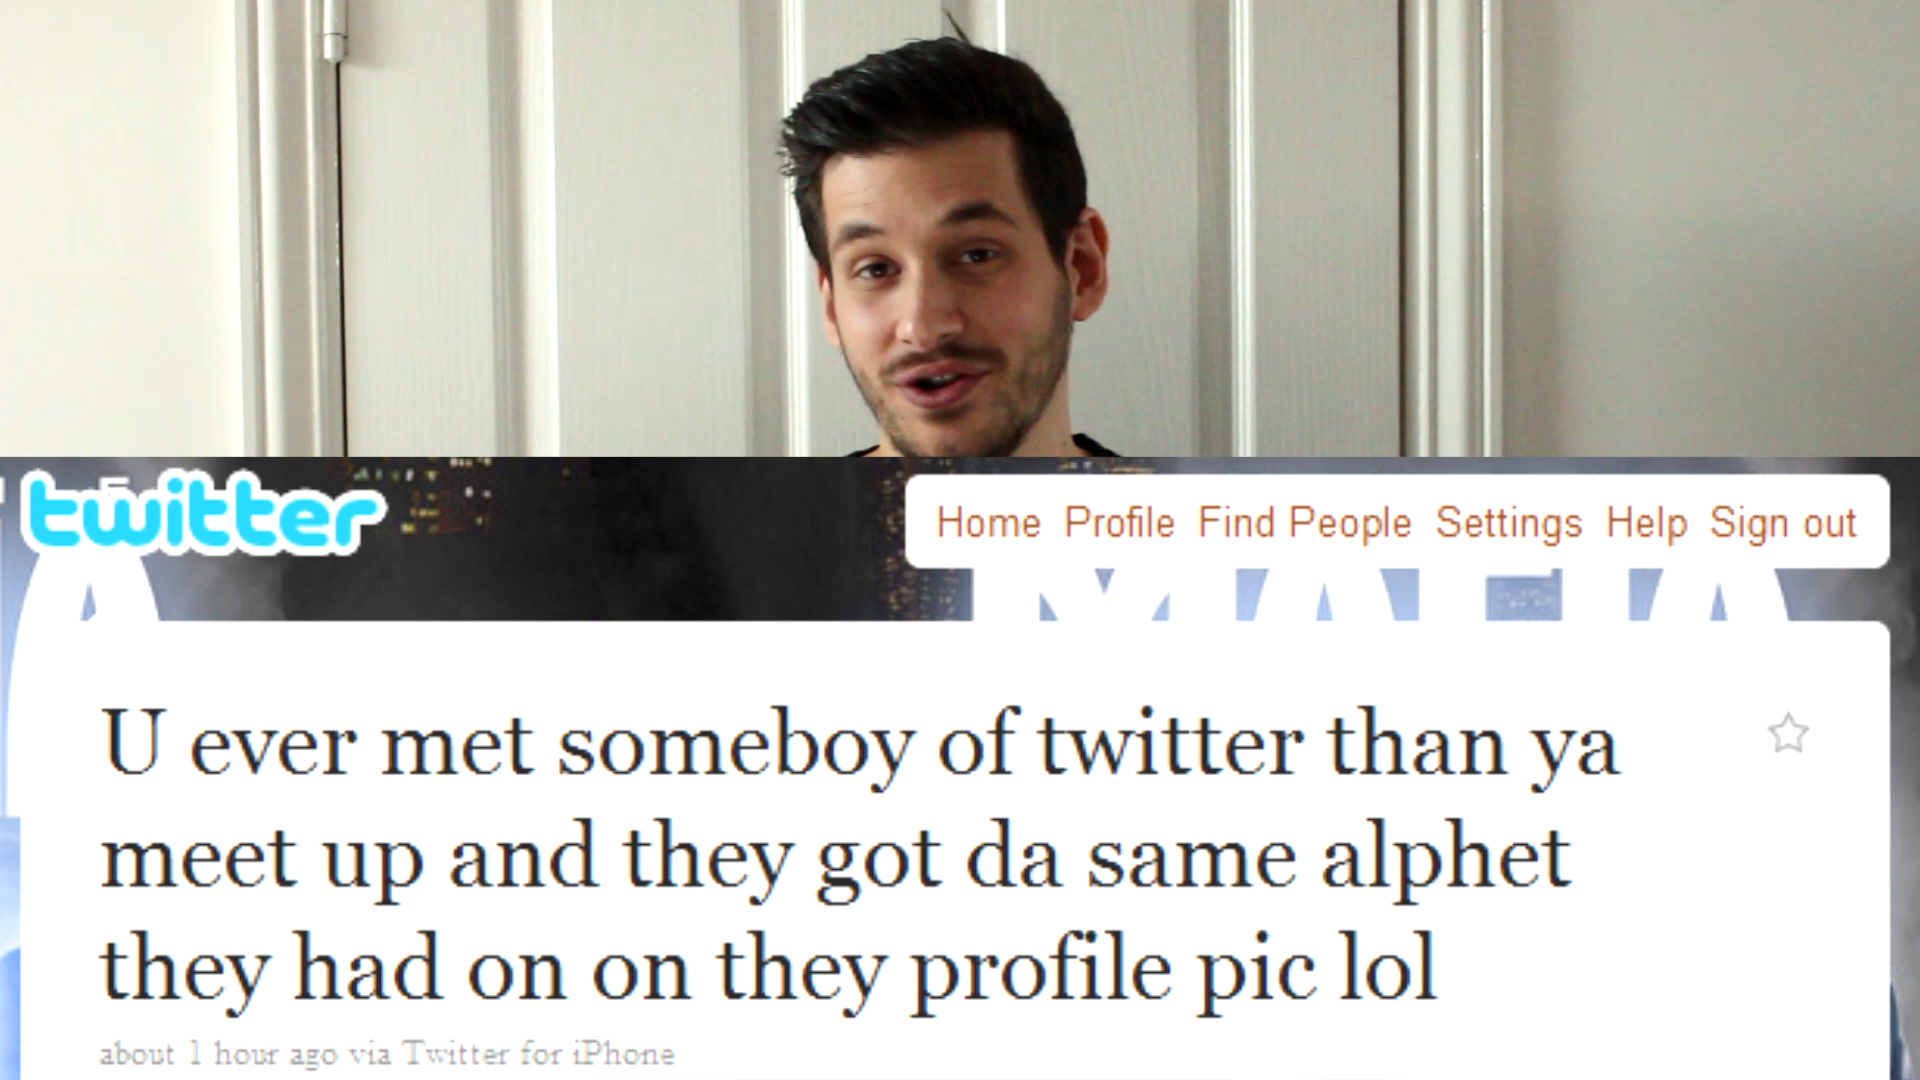 twitter
Home Profile Find People Settings Help Sign out
MAFIA
U ever met someboy of twitter than ya
meet up and they got da same alphet
they had on on they profile pic lol
about 1 hour ago via Twitter for iPhone